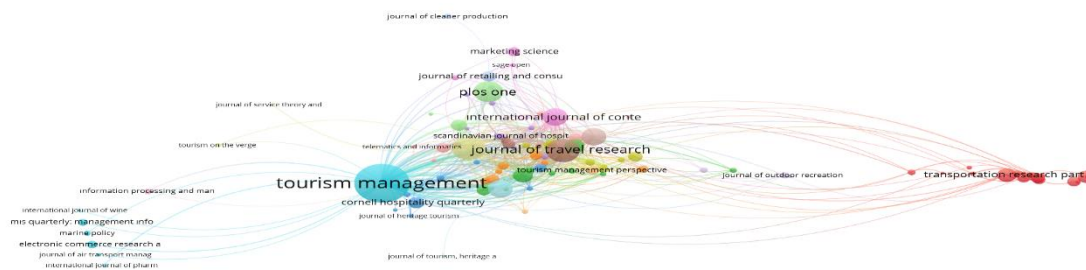 journal of cleaner production
marketing science
sage open
journal of retailing and consu
plos one
journal of service theory and
international journal of conte
scandinavian journal of hospit
tourism on the verge
telematics and informatics
journal of travel research
tourism management perspective
journal of outdoor recreation
transportation research part
tourism management
information processing and man
cornell hospitality quarterly
international journal of wine
journal of heritage tourism
mis quarterly: management info
marine policy
electronic commerce research a
journal of air transport manag
journal of tourism, heritage a
international journal of pharm